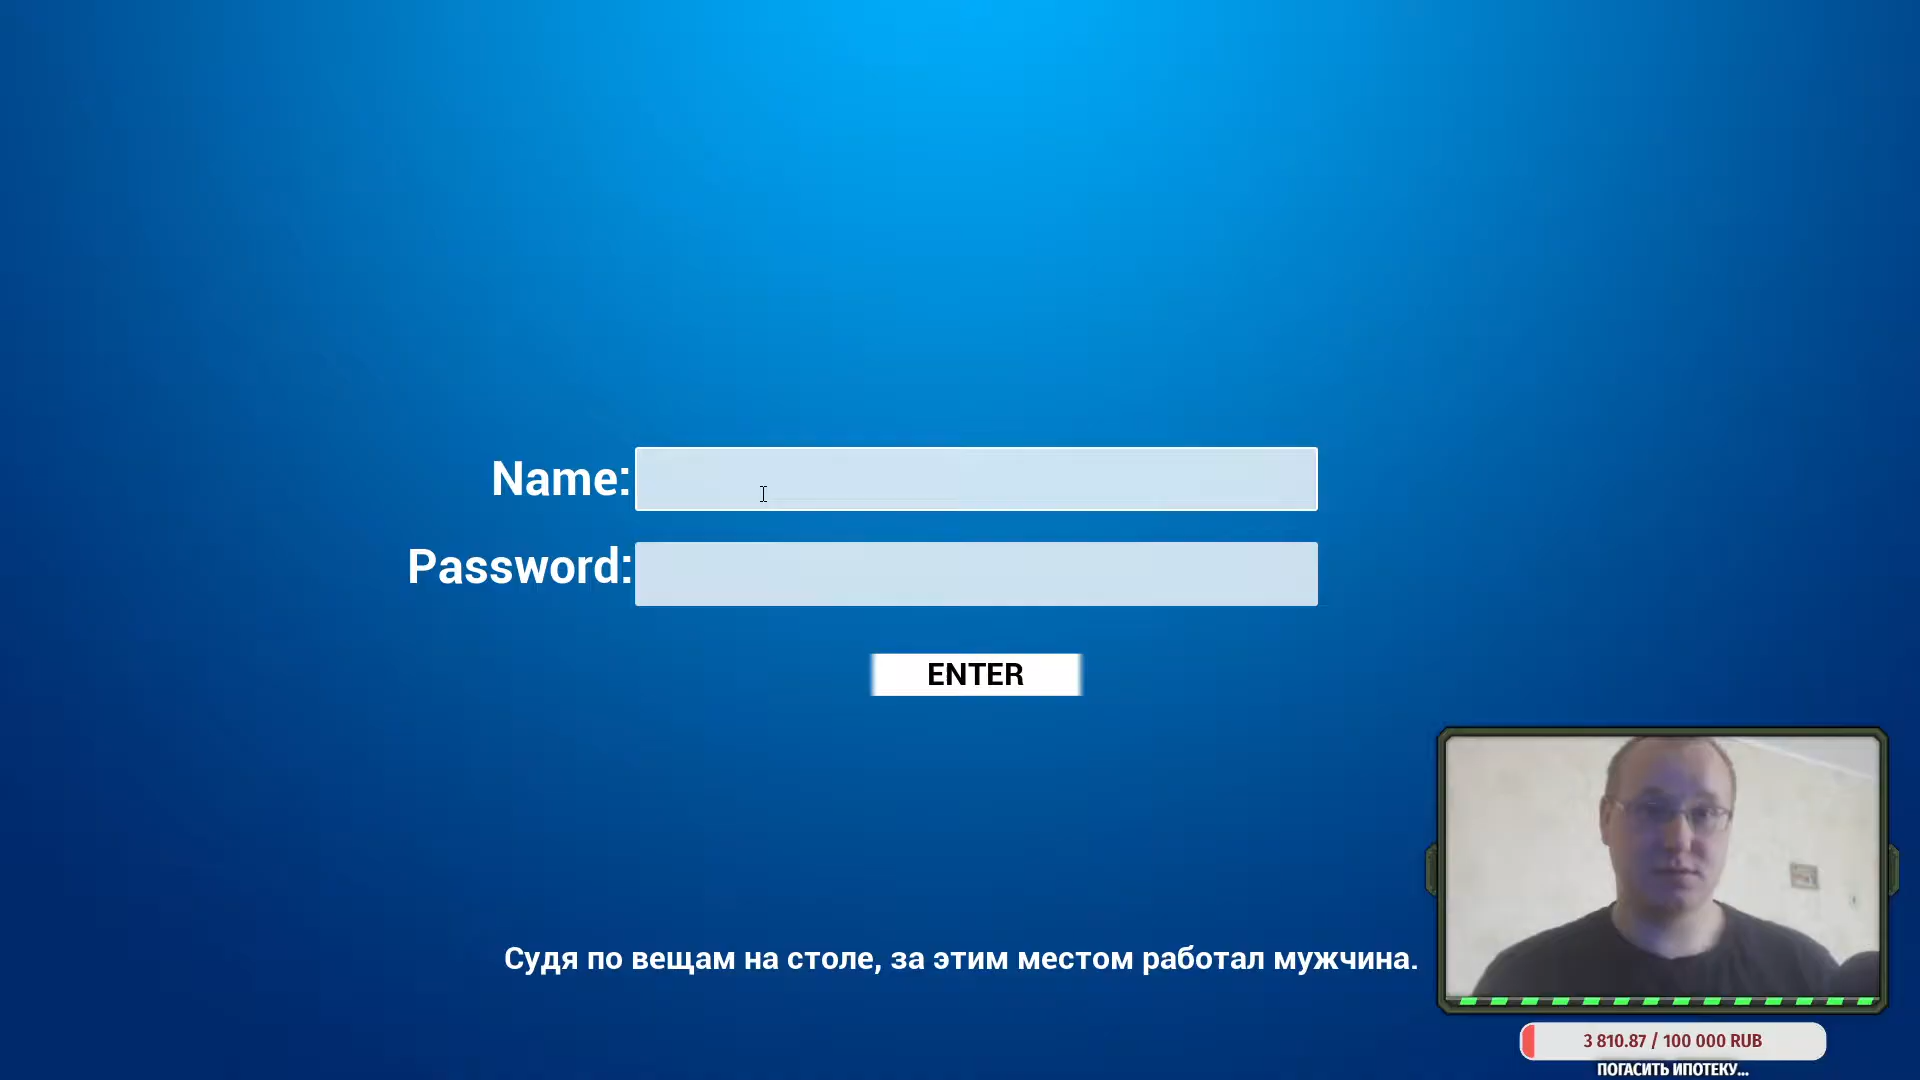 Name:
Password:
ENTER
Судя по вещам на столе, за этим местом работал мужчина.
3 810.87 / 100 000 RUB
ПОГАСИТЬ ИПОТЕКУ...